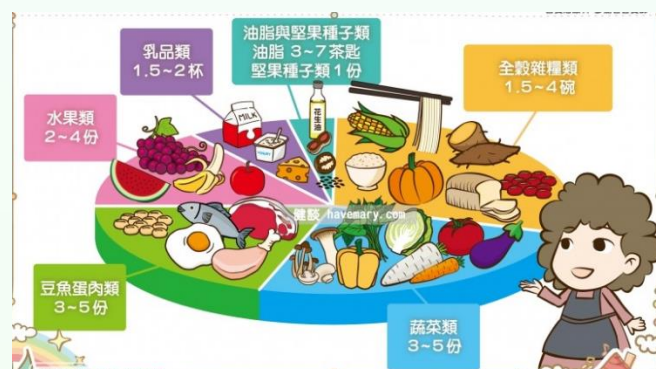 油脂與堅果種子類
油脂 3~7茶匙
堅果種子類1份
乳品類
1.5~2杯
全穀雜糧類
1.5~4碗
水果類
2~4份
MILK
花生油
健談 havemary.com
豆魚蛋肉類
3~5份
蔬菜類
3~5份